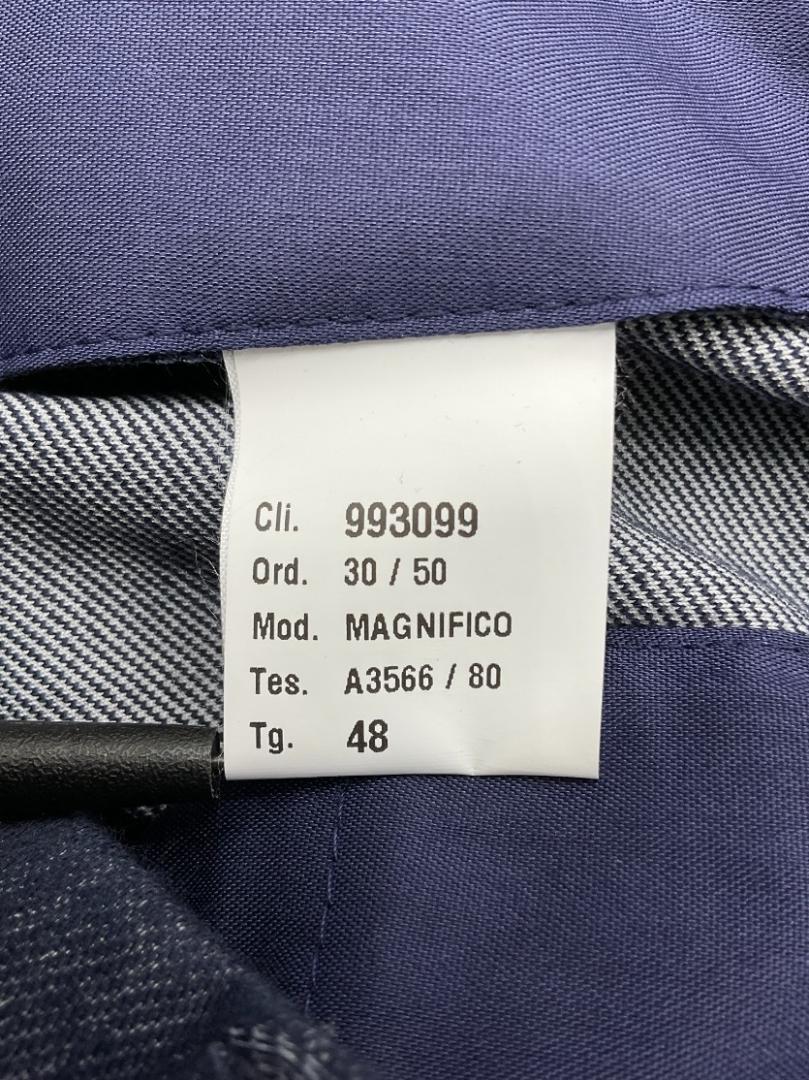 Cli. 993099
Ord. 30 / 50
Mod. MAGNIFICO
Tes. A3566 / 80
Tg. 48